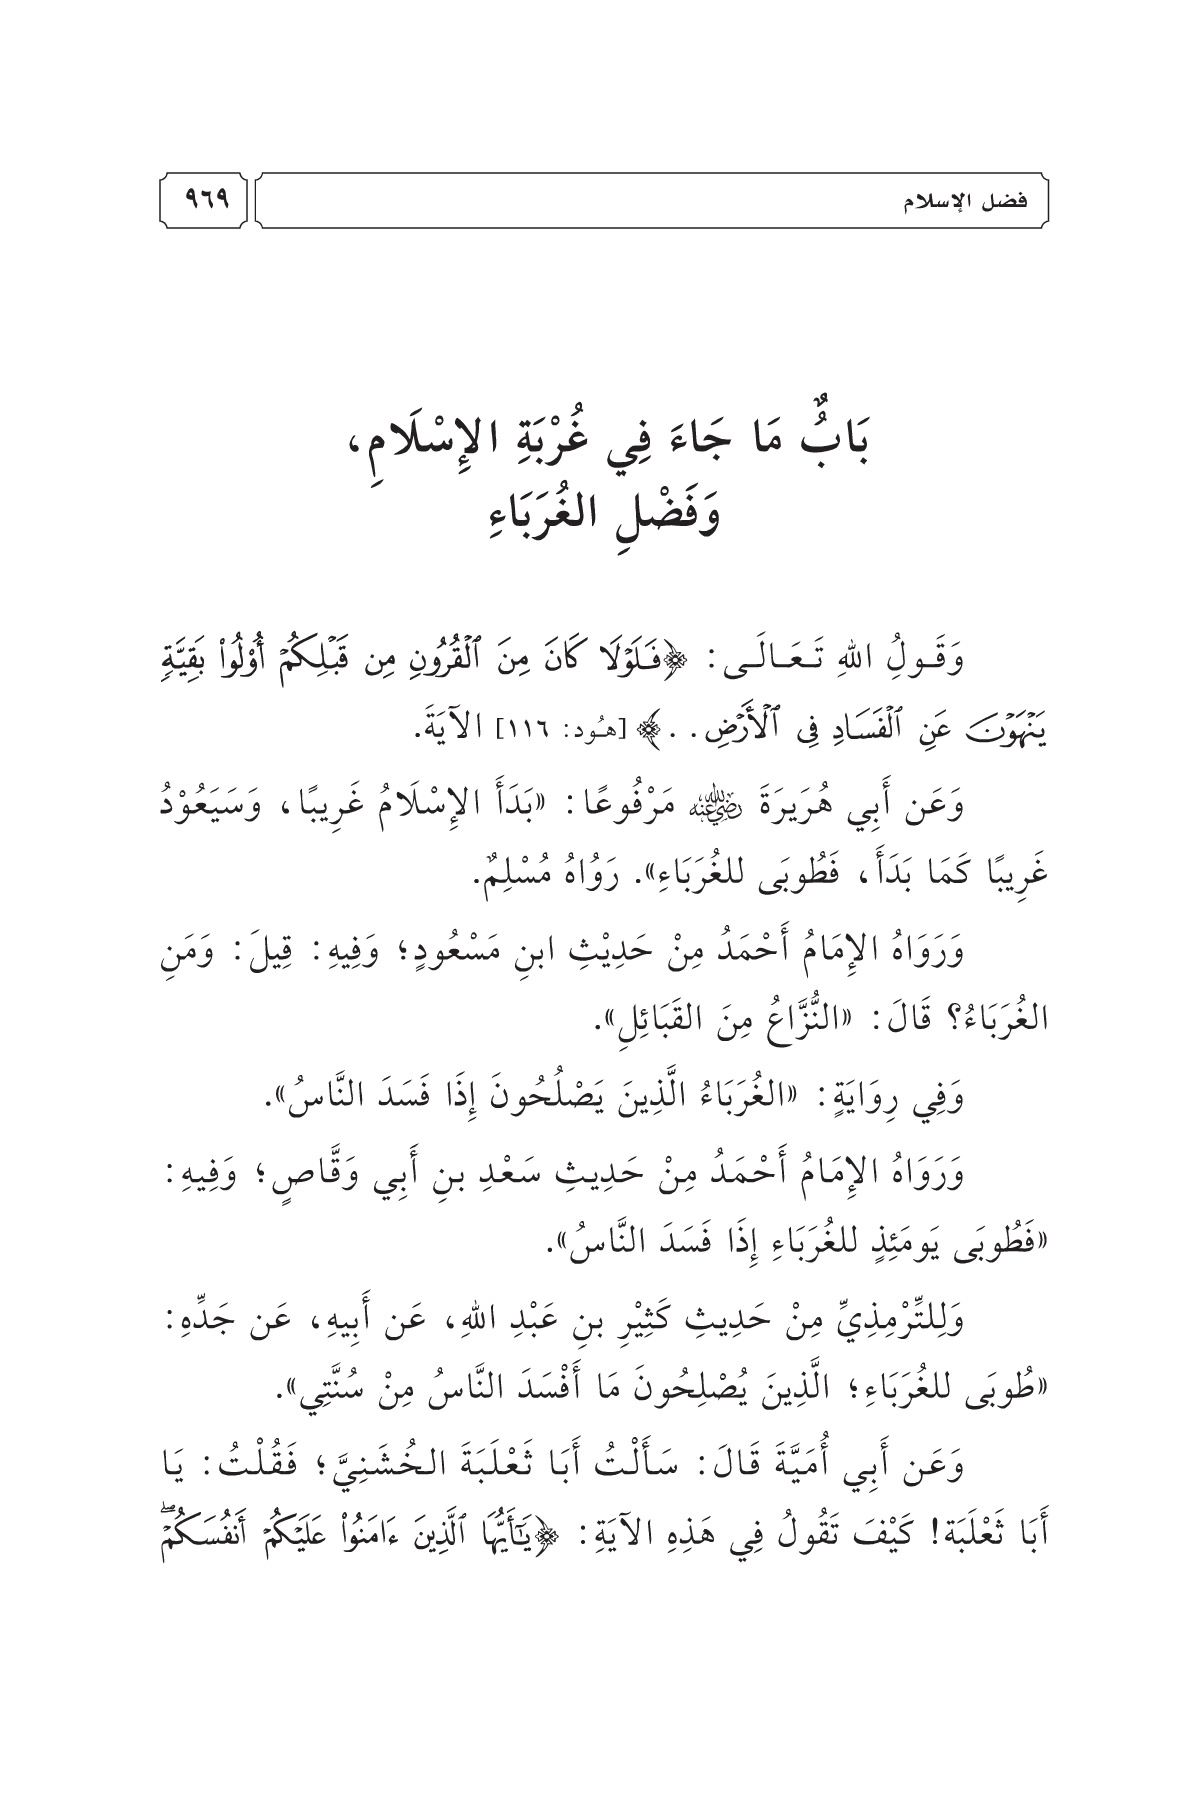 فضل الإسلام
٩٦٩
بَابٌُ مَا جَاءَ فِي غُرْبَةِ الإِسْلَامِ،
وَفَضْلِ الغُرَبَاءِ
وَقَولُ اللهِ تَعَالَى: ﴿فَلَوۡلَا كَانَ مِنَ ٱلۡقُرُونِ مِن قَبۡلِكُمۡ أُوْلُواْ بَقِيَّةٖ
يَنۡهَوۡنَ عَنِ ٱلۡفَسَادِ فِي ٱلۡأَرۡضِ..﴾ [هُود: ١١٦] الآيَةَ.
وَعَن أَبِي هُرَيرَةَ رضي الله عنه مَرْفُوعًا: «بَدَأَ الإِسْلَامُ غَرِيبًا، وَسَيَعُوْدُ
غَرِيبًا كَمَا بَدَأَ، فَطُوبَى للغُرَبَاءِ». رَوُاهُ مُسْلِمٌ.
وَرَوَاهُ الإِمَامُ أَحْمَدُ مِنْ حَدِيْثِ ابنِ مَسْعُودٍ؛ وَفِيهِ: قِيلَ: وَمَنِ
الغُرَبَاءُ؟ قَالَ: «النُّزَّاعُ مِنَ القَبَائِلِ».
وَفِي رِوَايَةٍ: «الغُرَبَاءُ الَّذِينَ يَصْلُحُونَ إِذَا فَسَدَ النَّاسُ».
وَرَوَاهُ الإِمَامُ أَحْمَدُ مِنْ حَدِيثِ سَعْدِ بنِ أَبِي وَقَّاصٍ؛ وَفِيهِ:
«فَطُوبَى يَومَئِذٍ للغُرَبَاءِ إِذَا فَسَدَ النَّاسُ».
وَلِلتِّرْمِذِيِّ مِنْ حَدِيثِ كَثِيْرِ بنِ عَبْدِ اللهِ، عَن أَبِيهِ، عَن جَدِّهِ:
«طُوبَى للغُرَبَاءِ؛ الَّذِينَ يُصْلِحُونَ مَا أَفْسَدَ النَّاسُ مِنْ سُنَّتِي».
وَعَن أَبِي أُمَيَّةَ قَالَ: سَأَلْتُ أَبَا ثَعْلَبَةَ الخُشَنِيَّ؛ فَقُلْتُ: يَا
أَبَا ثَعْلَبَة! كَيْفَ تَقُولُ فِي هَذِهِ الآيَةِ: ﴿يَٰٓأَيُّهَا ٱلَّذِينَ ءَامَنُواْ عَلَيۡكُمۡ أَنفُسَكُمۡۖ